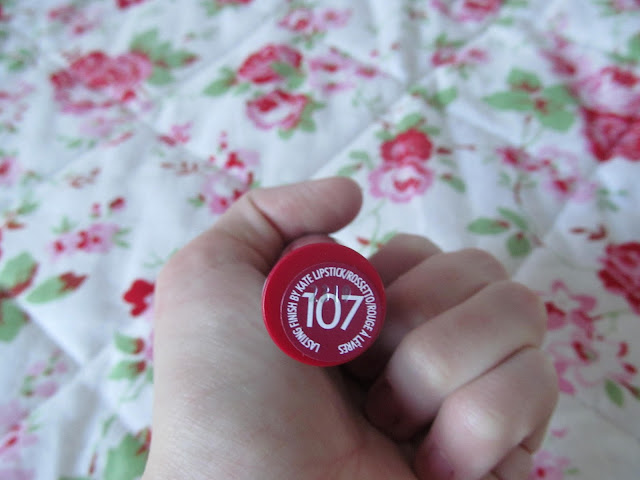 LASTING FINISH BY KATE LIPSTICK/ROSSETTO/ROUGE À LÈVRES
107